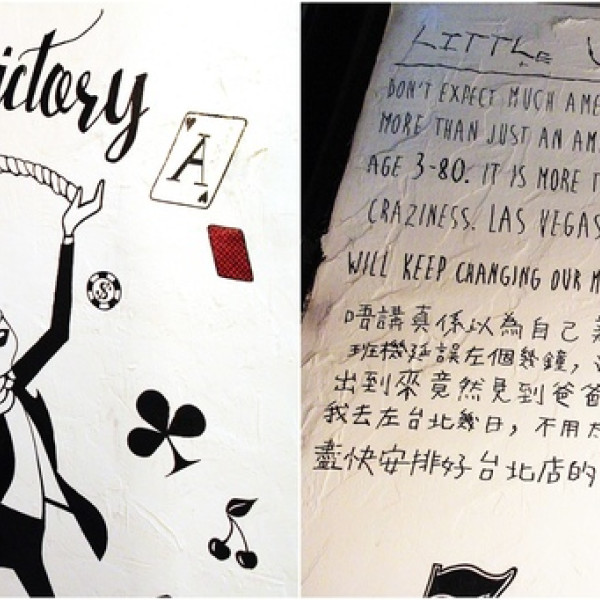 ictory
A
LITTLE
DON'T EXPECT MUCH AME
MORE THAN JUST AN AM
AGE 3-80. IT IS MORE T
CRAZINESS. LAS VEGAS
WILL KEEP CHANGING OUR M
唔講真係以為自己
班機延誤左個幾鐘,
出到來竟然見到爸爸
我去左台北幾日,不用
盡快安排好台北店的